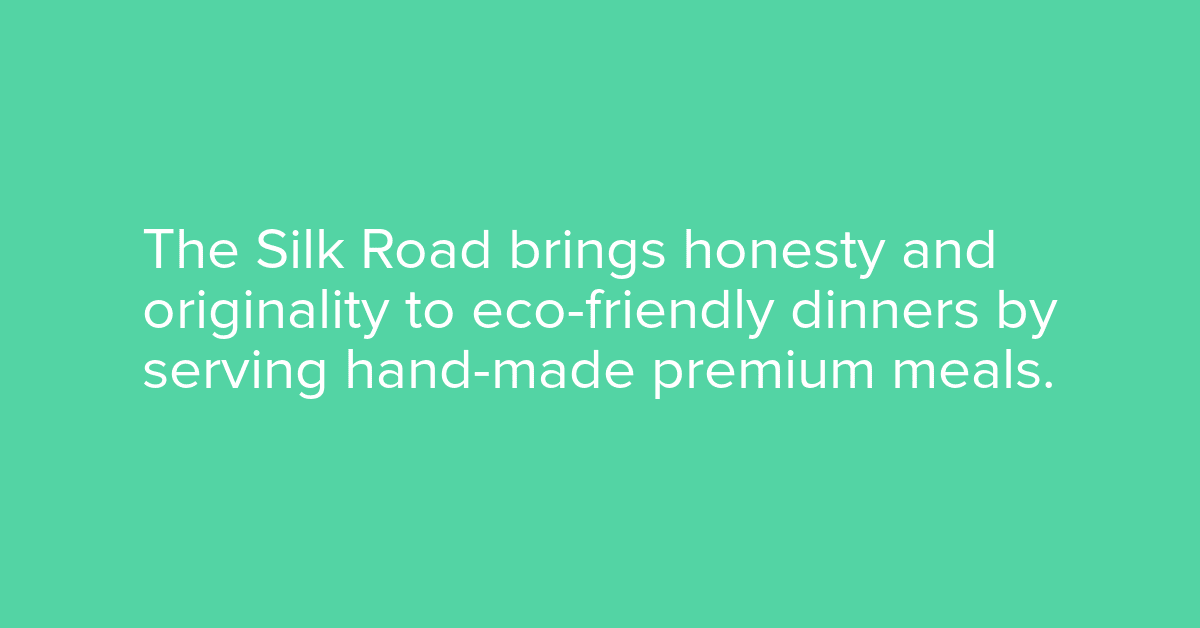 The Silk Road brings honesty and
originality to eco-friendly dinners by
serving hand-made premium meals.